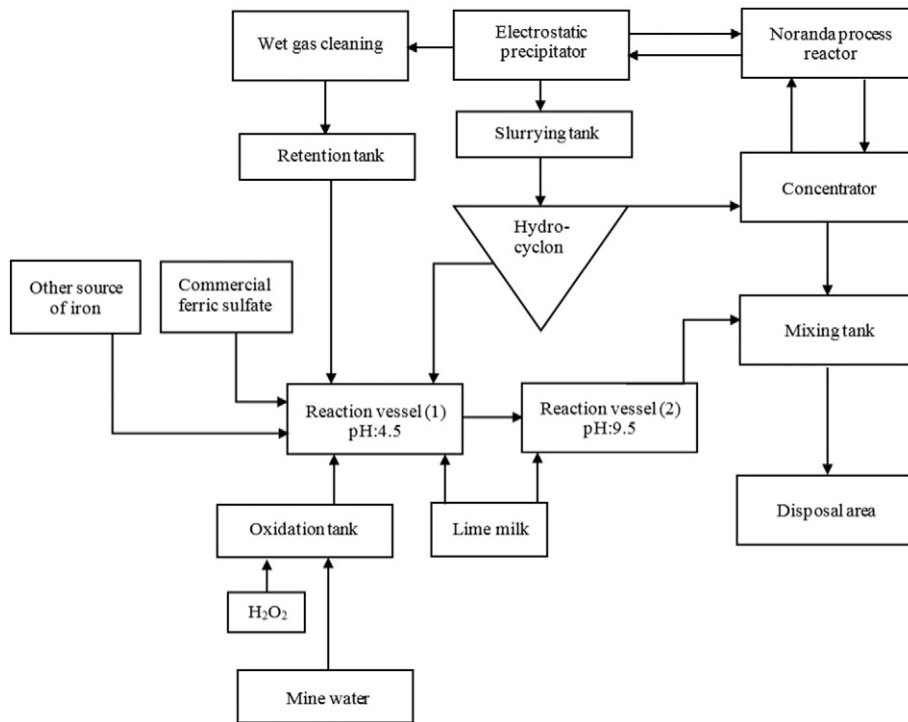 Wet gas cleaning
Electrostatic
precipitator
Noranda process
reactor
Slurrying tank
Retention tank
Concentrator
Hydro-
cyclon
Other source
of iron
Commercial
ferric sulfate
Mixing tank
Reaction vessel (1)
pH:4.5
Reaction vessel (2)
pH:9.5
Oxidation tank
Lime milk
Disposal area
H₂O₂
Mine water